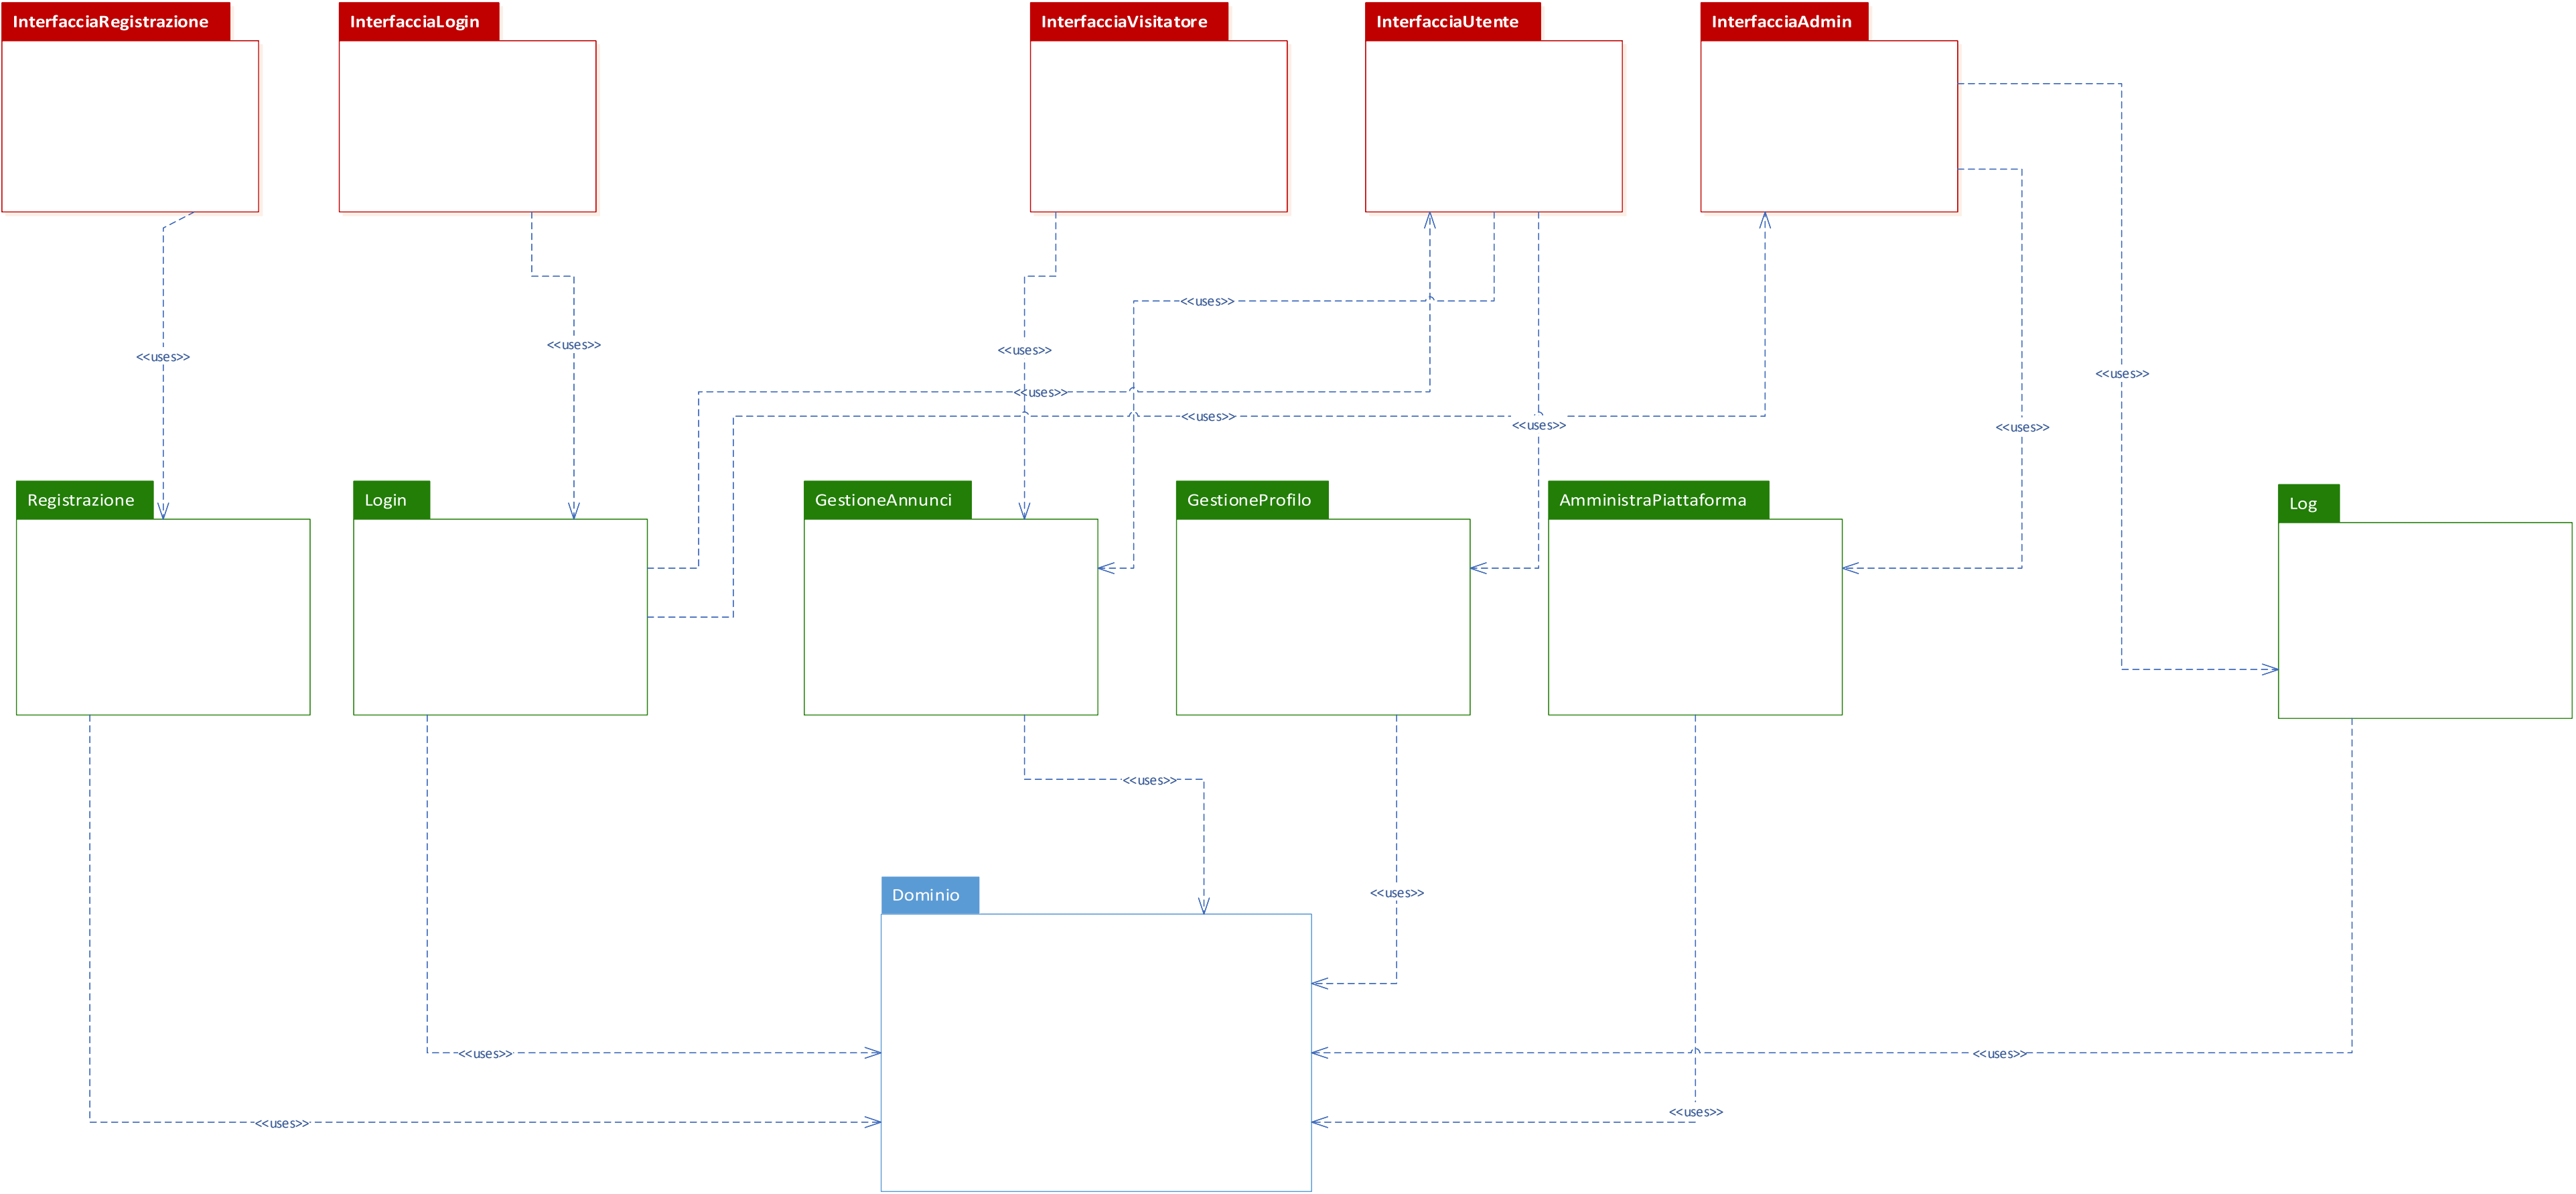 InterfacciaRegistrazione
InterfacciaLogin
InterfacciaVisitatore
InterfacciaUtente
InterfacciaAdmin
<<uses>>
<<uses>>
<<uses>>
<<uses>>
<<uses>>
<<uses>>
<<uses>>
<<uses>>
<<uses>>
<<uses>>
Registrazione
Login
GestioneAnnunci
GestioneProfilo
AmministraPiattaforma
Log
<<uses>>
<<uses>>
Dominio
<<uses>>
<<uses>>
<<uses>>
<<uses>>